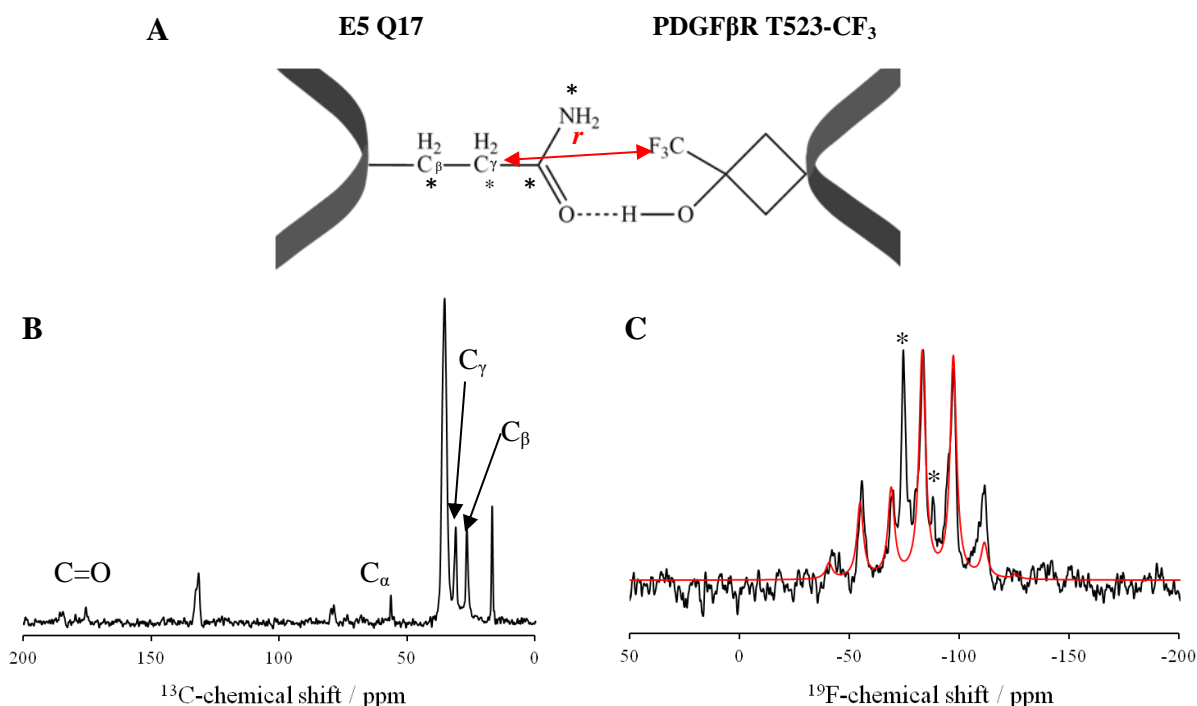 A E5 Q17 PDGFβR T523-CF₃
*
NH₂
H₂ H₂ r F₃C
Cβ Cγ
* * *
O H O
B C
*
Cγ
Cβ
*
C=O Cα
200 150 100 50 0
50 0 -50 -100 -150 -200
¹³C-chemical shift / ppm ¹⁹F-chemical shift / ppm